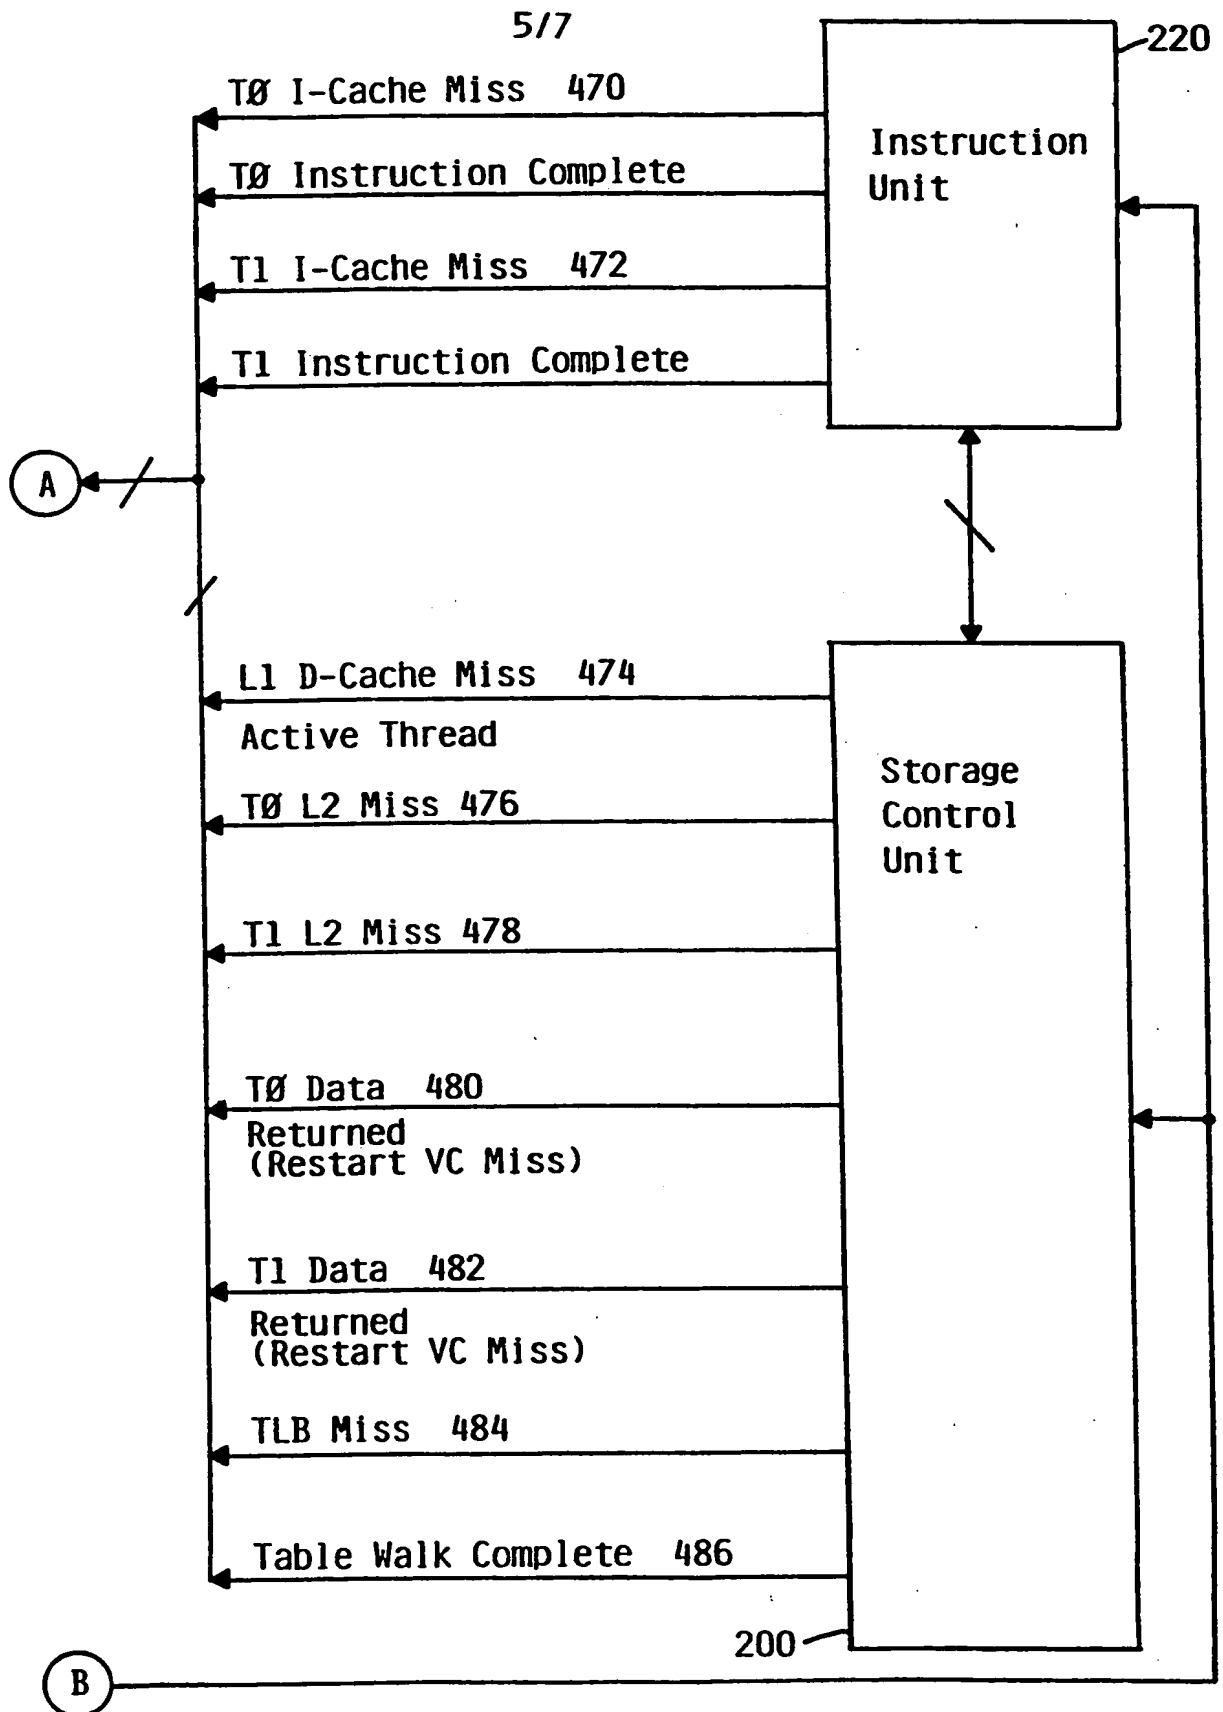 5/7
220
TØ I-Cache Miss 470
Instruction
Unit
TØ Instruction Complete
T1 I-Cache Miss 472
T1 Instruction Complete
A
L1 D-Cache Miss 474
Active Thread
Storage
Control
Unit
TØ L2 Miss 476
T1 L2 Miss 478
TØ Data 480
Returned
(Restart VC Miss)
T1 Data 482
Returned
(Restart VC Miss)
TLB Miss 484
Table Walk Complete 486
200
B